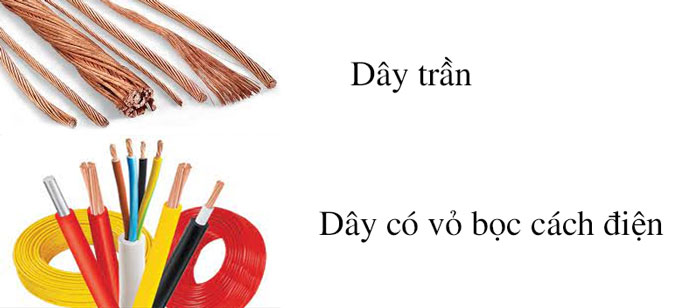 Dây trần
Dây có vỏ bọc cách điện